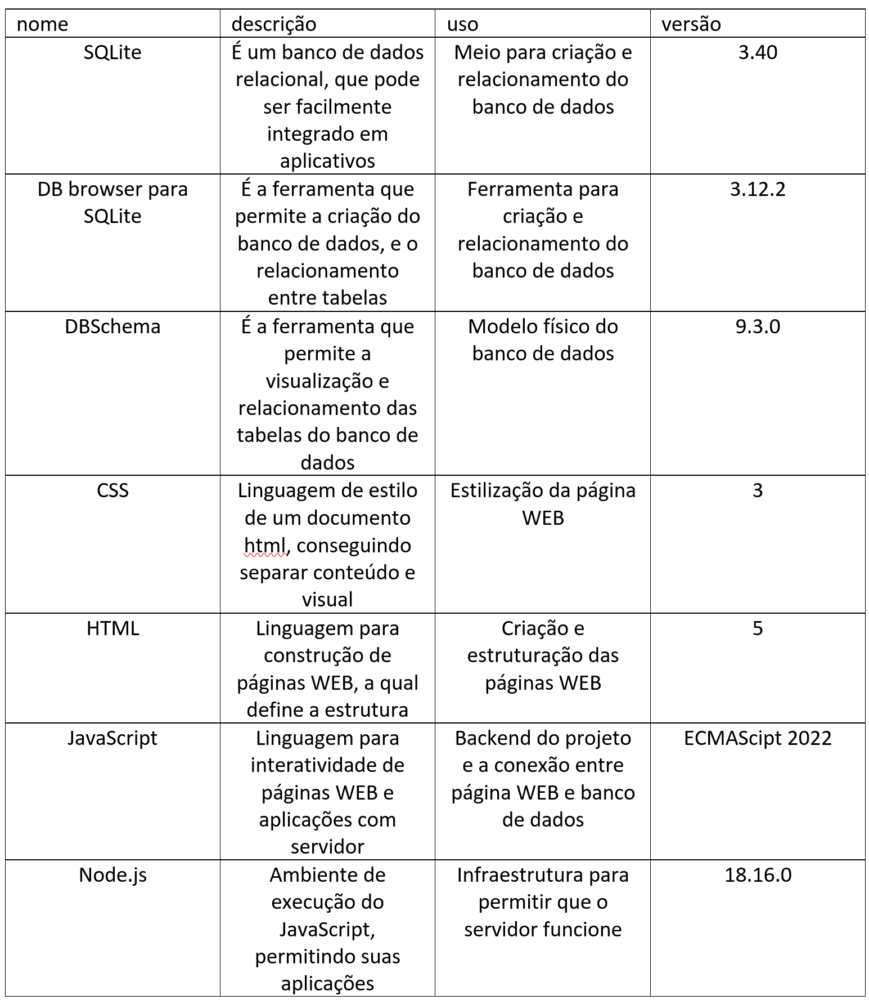 nome
descrição
uso
versão
SQLite
É um banco de dados
relacional, que pode
ser facilmente
integrado em
aplicativos
Meio para criação e
relacionamento do
banco de dados
3.40
DB browser para
SQLite
É a ferramenta que
permite a criação do
banco de dados, e o
relacionamento
entre tabelas
Ferramenta para
criação e
relacionamento do
banco de dados
3.12.2
DBSchema
É a ferramenta que
permite a
visualização e
relacionamento das
tabelas do banco de
dados
Modelo físico do
banco de dados
9.3.0
CSS
Linguagem de estilo
de um documento
html, conseguindo
separar conteúdo e
visual
Estilização da página
WEB
3
HTML
Linguagem para
construção de
páginas WEB, a qual
define a estrutura
Criação e
estruturação das
páginas WEB
5
JavaScript
Linguagem para
interatividade de
páginas WEB e
aplicações com
servidor
Backend do projeto
e a conexão entre
página WEB e banco
de dados
ECMAScipt 2022
Node.js
Ambiente de
execução do
JavaScript,
permitindo suas
aplicações
Infraestrutura para
permitir que o
servidor funcione
18.16.0